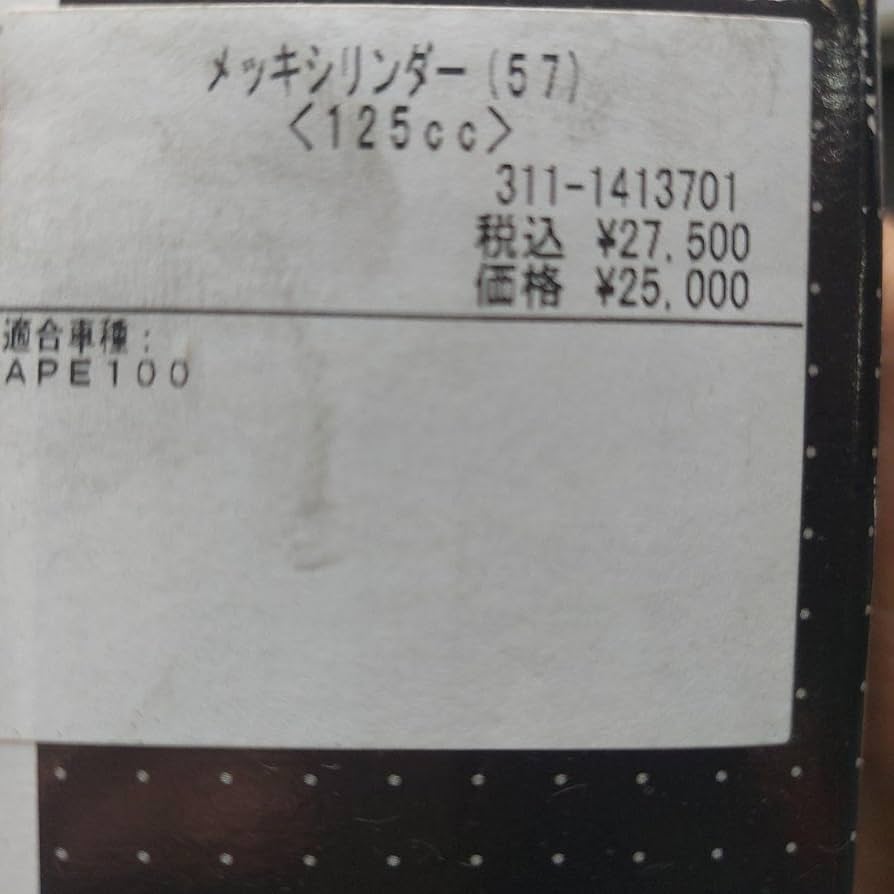 メッキシリンダー(57)
<125cc>
311-1413701
税込 ¥27,500
価格 ¥25,000
適合車種:
APE100